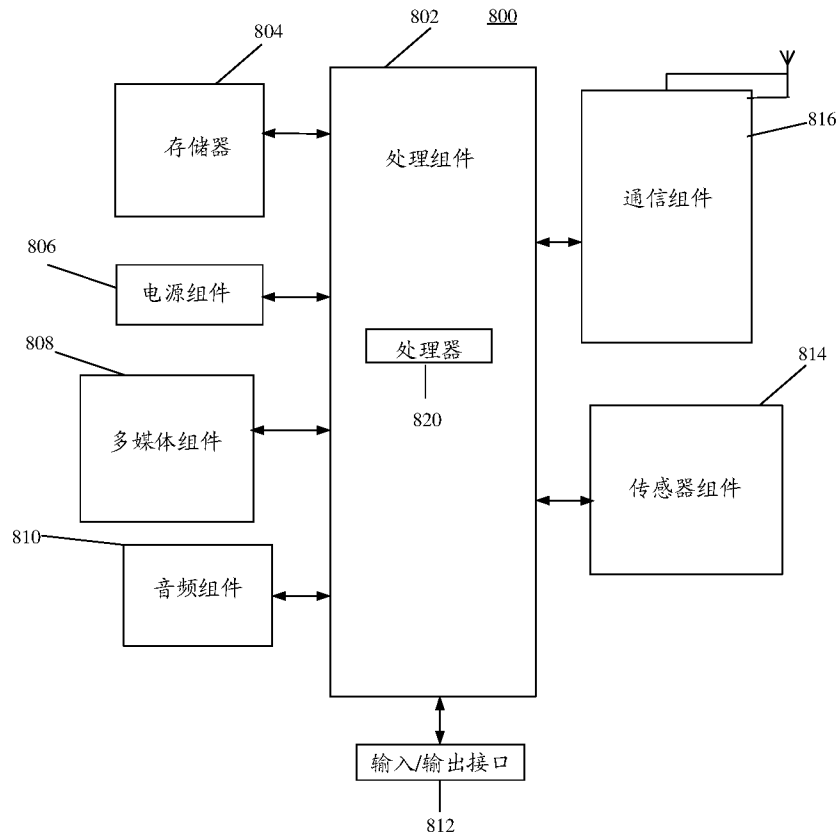 804
802
800
存储器
处理组件
816
通信组件
806
电源组件
处理器
820
808
814
多媒体组件
传感器组件
810
音频组件
输入/输出接口
812